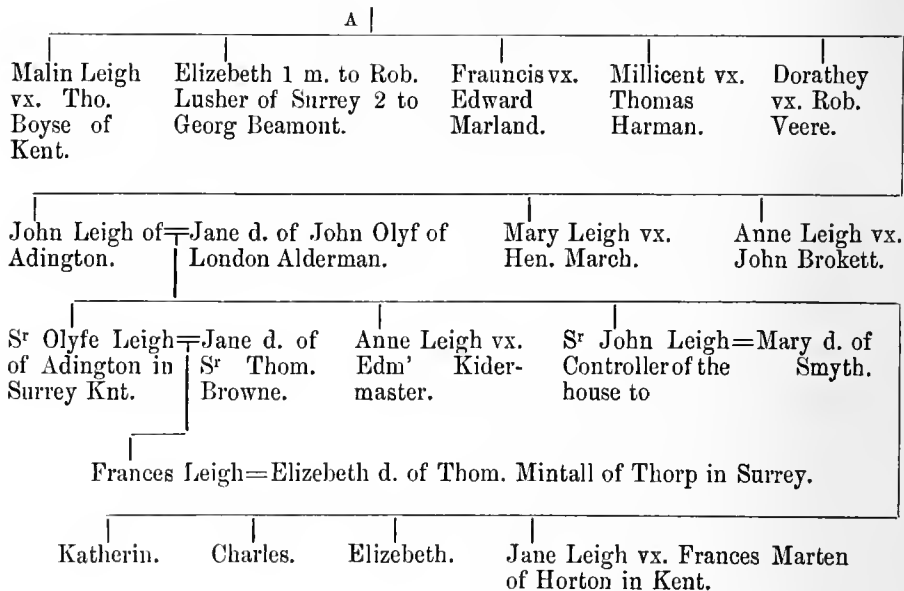 A
Malin Leigh
vx. Tho.
Boyse of
Kent.
Elizebeth 1 m. to Rob.
Lusher of Surrey 2 to
Georg Beamont.
Frauncis vx.
Edward
Marland.
Millicent vx.
Thomas
Harman.
Dorathey
vx. Rob.
Veere.
John Leigh of
Adington.
Jane d. of John Olyf of
London Alderman.
Mary Leigh vx.
Hen. March.
Anne Leigh vx.
John Brokett.
Sʳ Olyfe Leigh
of Adington in
Surrey Knt.
Jane d. of
Sʳ Thom.
Browne.
Anne Leigh vx.
Edm' Kider-
master.
Sʳ John Leigh=Mary d. of
Controller of the Smyth.
house to
Frances Leigh=Elizebeth d. of Thom. Mintall of Thorp in Surrey.
Katherin.
Charles.
Elizebeth.
Jane Leigh vx. Frances Marten
of Horton in Kent.